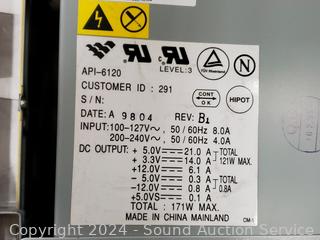 API-6120
LEVEL:3
CUSTOMER ID : 291
S/N:
CONT
OK
HIPOT
DATE: A 9804 REV: B1
INPUT: 100-127V~, 50/60Hz 8.0A
200-240V~, 50/60Hz 4.0A
DC OUTPUT: + 5.0V 21.0 A TOTAL
+ 3.3V 14.0 A 121W MAX.
+12.0V 6.1 A
- 5.0V 0.3 A TOTAL
-12.0V 0.8 A 0.8A
+5.0VS 0.1 A
TOTAL : 171W MAX.
MADE IN CHINA MAINLAND
CM-1
Copyright 2024 - Sound Auction Service